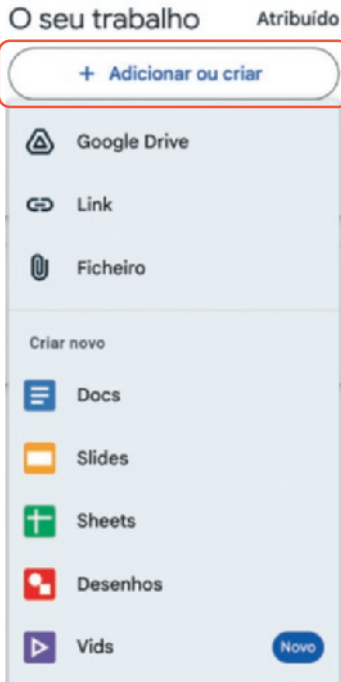 O seu trabalho Atribuído
+ Adicionar ou criar
Google Drive
Link
Ficheiro
Criar novo
Docs
Slides
Sheets
Desenhos
Vids Novo